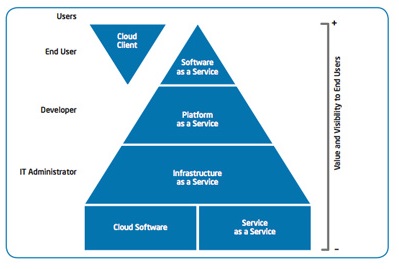 Users
End User
Developer
IT Administrator
Cloud
Client
Software
as a Service
Platform
as a Service
Infrastructure
as a Service
Cloud Software
Service
as a Service
+
Value and Visibility to End Users
-